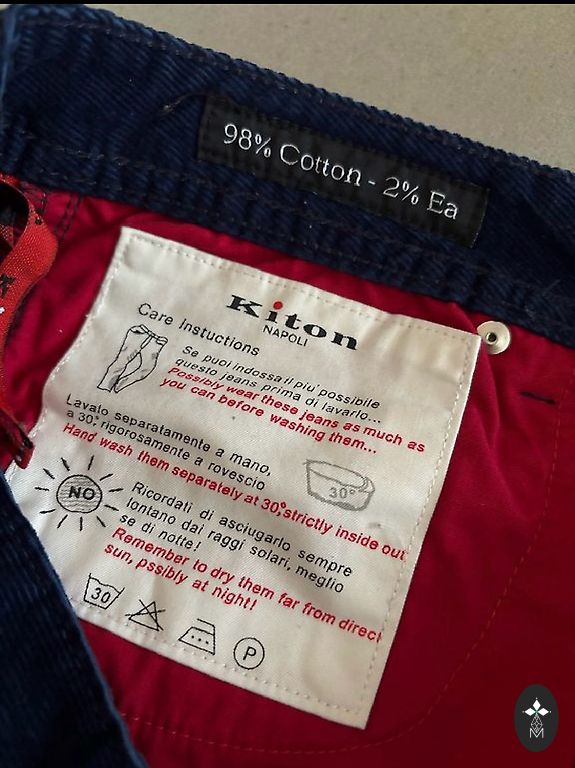 98% Cotton - 2% Ea
Kiton
NAPOLI
Care Instuctions
Se puoi indossa il piu' possibile
questo jeans prima di lavarlo...
Possibly wear these jeans as much as
you can before washing them...
Lavalo separatamente a mano,
a 30° rigorosamente a rovescio
Hand wash them separately at 30° strictly inside out
30°
NO
Ricordati di asciugarlo sempre
lontano dai raggi solari, meglio
se di notte!
Remember to dry them far from direct
sun, pssibly at night!
30
P
M